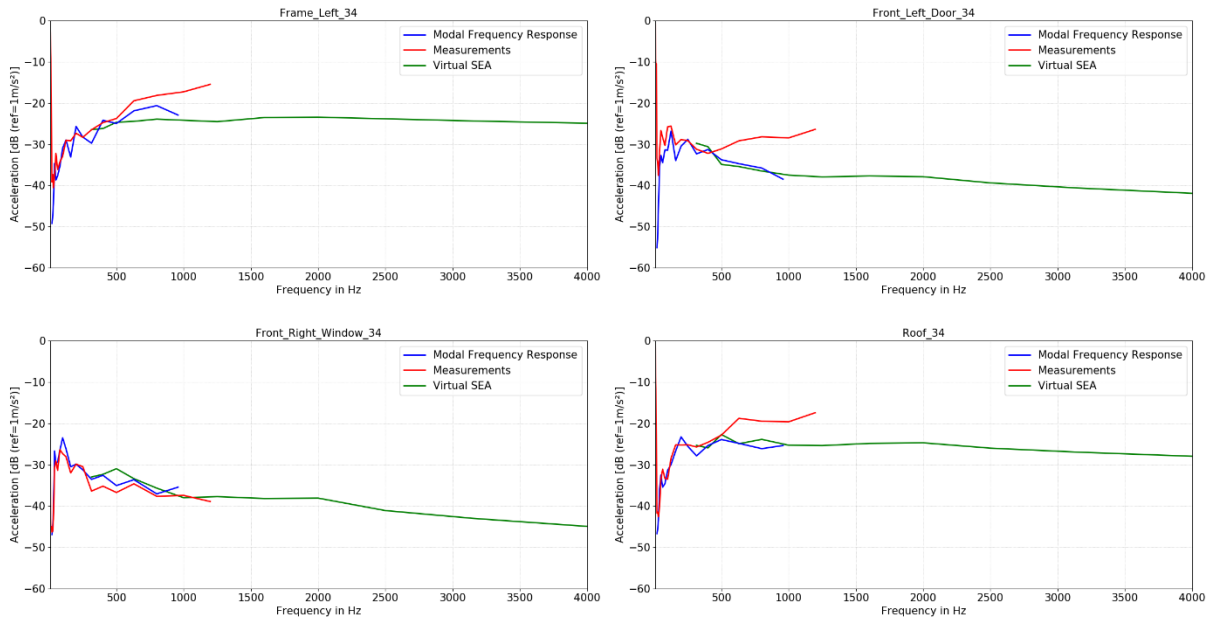 Frame_Left_34
Acceleration [dB (ref=1m/s²)]
0
−10
−20
−30
−40
−50
−60
Modal Frequency Response
Measurements
Virtual SEA
500 1000 1500 2000 2500 3000 3500 4000
Frequency in Hz
Front_Left_Door_34
Acceleration [dB (ref=1m/s²)]
0
−10
−20
−30
−40
−50
−60
Modal Frequency Response
Measurements
Virtual SEA
500 1000 1500 2000 2500 3000 3500 4000
Frequency in Hz
Front_Right_Window_34
Acceleration [dB (ref=1m/s²)]
0
−10
−20
−30
−40
−50
−60
Modal Frequency Response
Measurements
Virtual SEA
500 1000 1500 2000 2500 3000 3500 4000
Frequency in Hz
Roof_34
Acceleration [dB (ref=1m/s²)]
0
−10
−20
−30
−40
−50
−60
Modal Frequency Response
Measurements
Virtual SEA
500 1000 1500 2000 2500 3000 3500 4000
Frequency in Hz